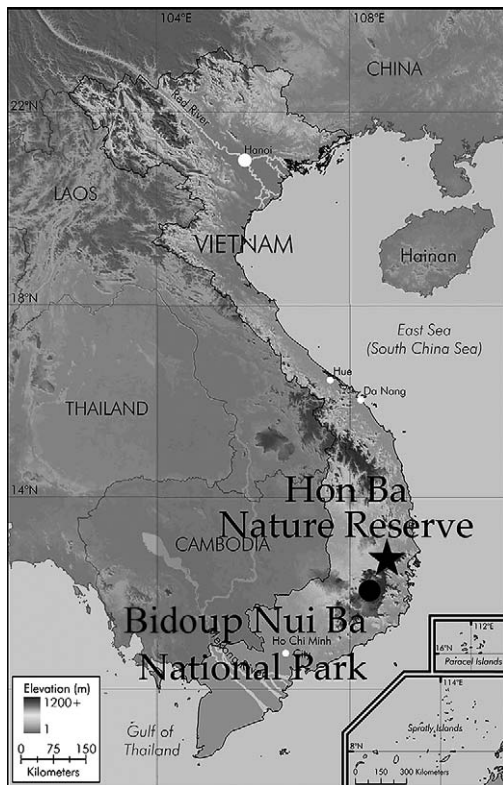 104°E
108°E
CHINA
22°N
Red River
Hanoi
LAOS
VIETNAM
Hainan
18°N
East Sea
(South China Sea)
Hue
Da Nang
THAILAND
14°N
Hon Ba
Nature Reserve
CAMBODIA
Bidoup Nui Ba
Ho Chi Minh
City
National Park
112°E
16°N
Paracel Islands
114°E
Elevation (m)
1200+
1
0 75 150
Kilometers
Gulf of
Thailand
Spratly Islands
8°N
0 150 300 Kilometers